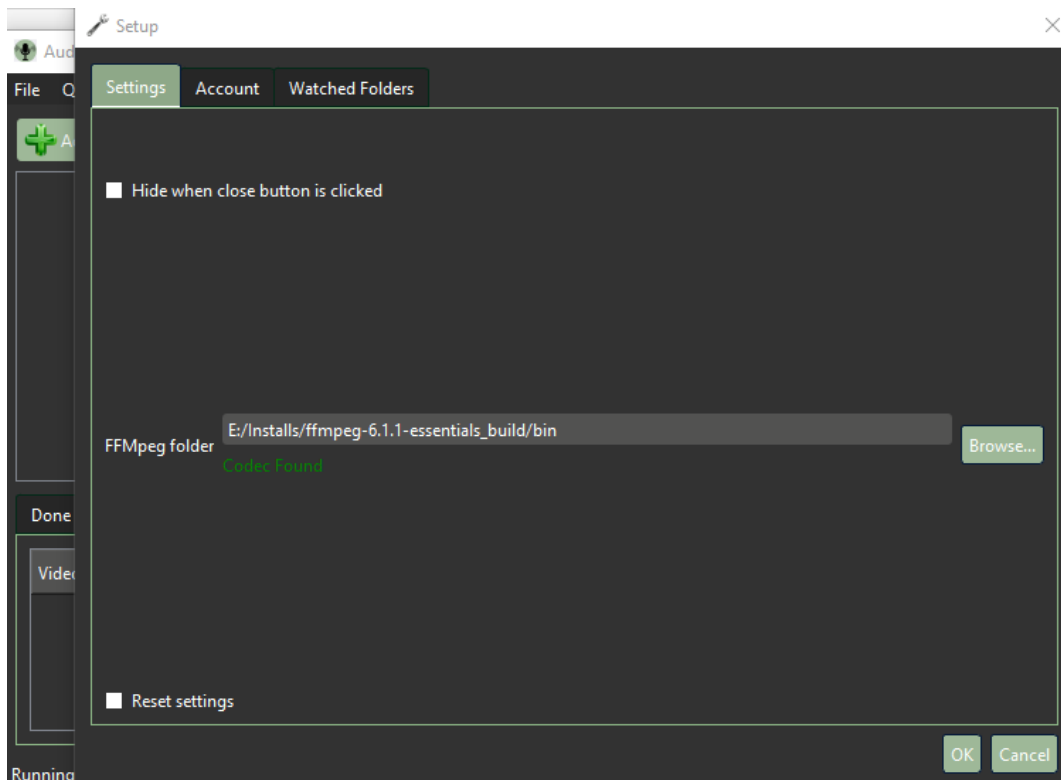 Setup
Aud
File Q
Settings Account Watched Folders
A
Hide when close button is clicked
FFMpeg folder
E:/Installs/ffmpeg-6.1.1-essentials_build/bin
Browse...
Codec Found
Done
Video
Reset settings
OK Cancel
Running